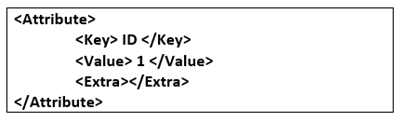 <Attribute>
<Key> ID </Key>
<Value> 1 </Value>
<Extra></Extra>
</Attribute>